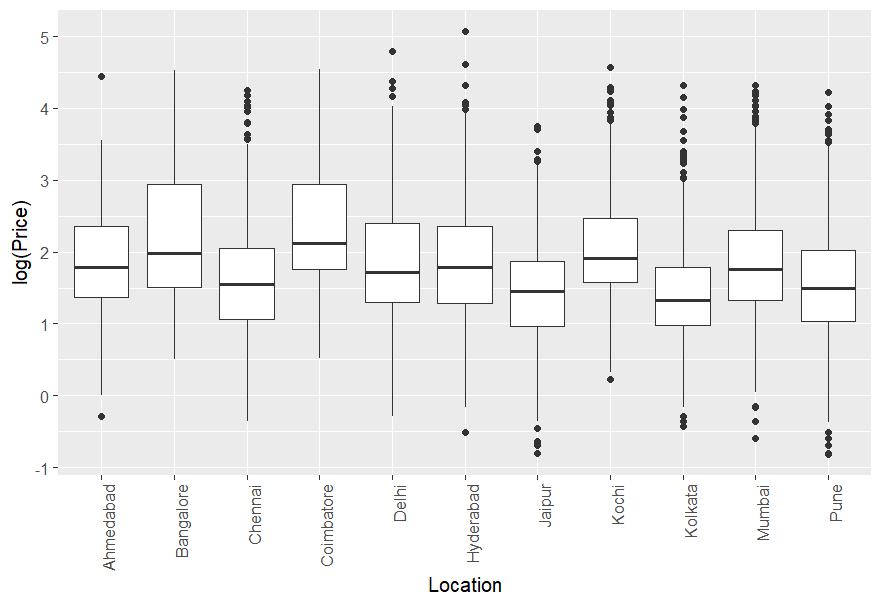 log(Price)
5
4
3
2
1
0
-1
Ahmedabad
Bangalore
Chennai
Coimbatore
Delhi
Hyderabad
Jaipur
Kochi
Kolkata
Mumbai
Pune
Location